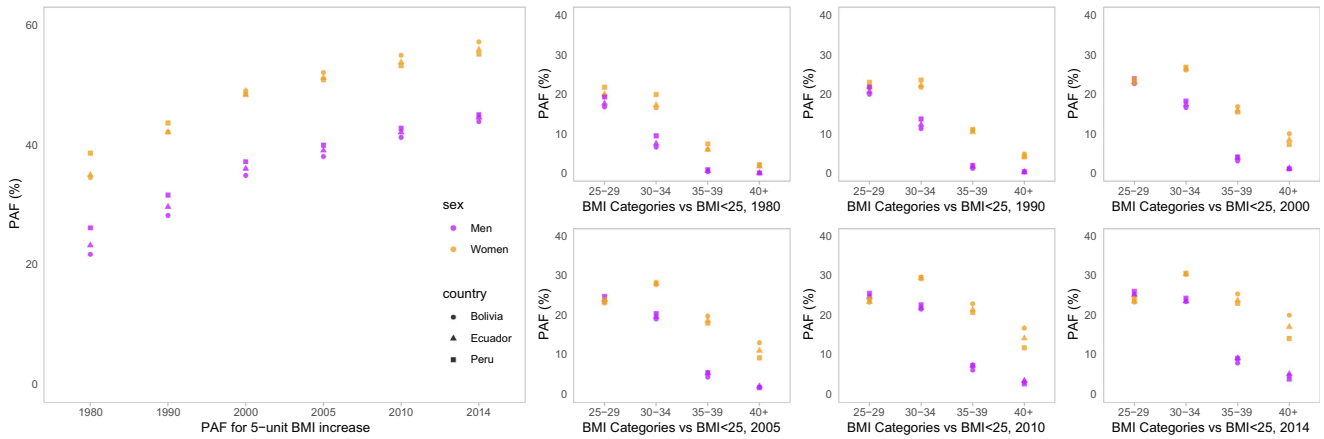 PAF (%)
60
40
20
0
1980 1990 2000 2005 2010 2014
PAF for 5−unit BMI increase
sex
Men
Women
country
Bolivia
Ecuador
Peru
PAF (%)
40
30
20
10
0
25−29 30−34 35−39 40+
BMI Categories vs BMI<25, 1980
PAF (%)
40
30
20
10
0
25−29 30−34 35−39 40+
BMI Categories vs BMI<25, 1990
PAF (%)
40
30
20
10
0
25−29 30−34 35−39 40+
BMI Categories vs BMI<25, 2000
PAF (%)
40
30
20
10
0
25−29 30−34 35−39 40+
BMI Categories vs BMI<25, 2005
PAF (%)
40
30
20
10
0
25−29 30−34 35−39 40+
BMI Categories vs BMI<25, 2010
PAF (%)
40
30
20
10
0
25−29 30−34 35−39 40+
BMI Categories vs BMI<25, 2014